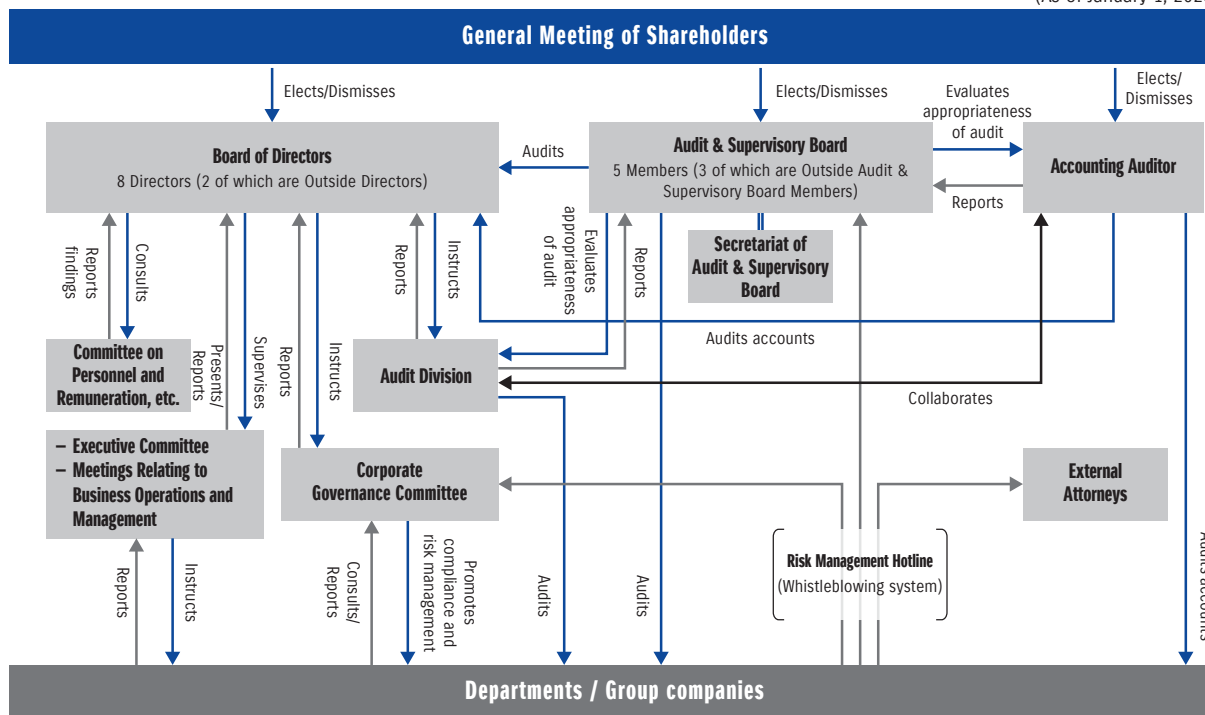 General Meeting of Shareholders
Elects/Dismisses
Elects/Dismisses
Elects/
Dismisses
Evaluates
appropriateness
of audit
Board of Directors
8 Directors (2 of which are Outside Directors)
Audits
Audit & Supervisory Board
5 Members (3 of which are Outside Audit &
Supervisory Board Members)
Accounting Auditor
Reports
Reports
findings
Consults
Reports
Instructs
Evaluates
appropriateness
of audit
Reports
Secretariat of
Audit & Supervisory
Board
Audits accounts
Presents/
Reports
Supervises
Reports
Instructs
Committee on
Personnel and
Remuneration, etc.
Audit Division
Collaborates
– Executive Committee
– Meetings Relating to
Business Operations and
Management
Corporate
Governance Committee
External
Attorneys
Risk Management Hotline
(Whistleblowing system)
Reports
Instructs
Consults/
Reports
Promotes
compliance and
risk management
Audits
Audits
Audits accounts
Departments / Group companies